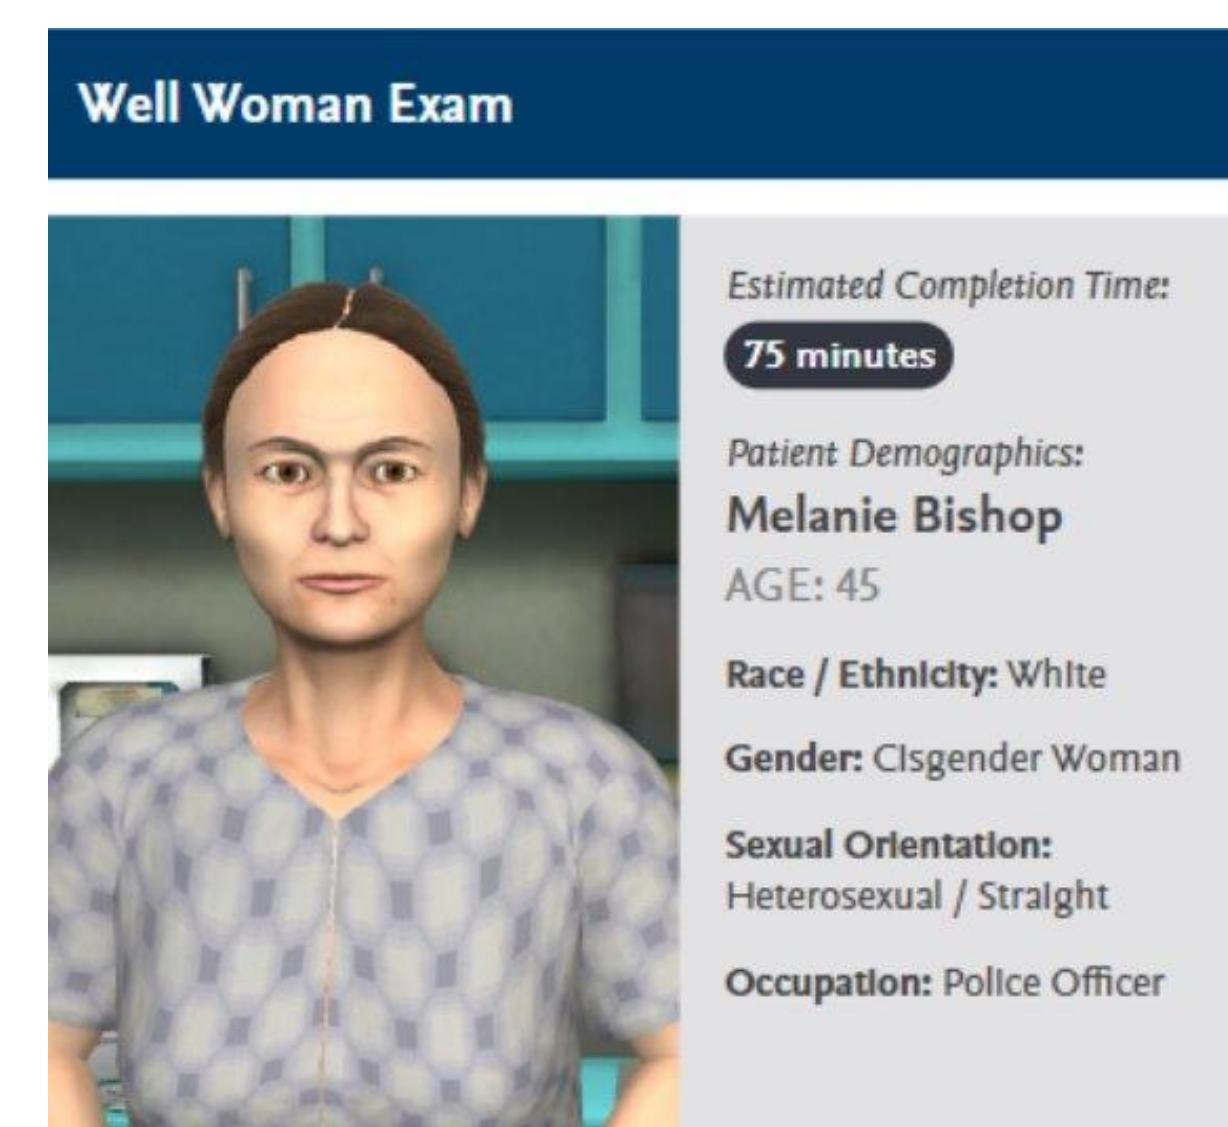 Well Woman Exam
Estimated Completion Time:
75 minutes
Patient Demographics:
Melanie Bishop
AGE: 45
Race / Ethnicity: White
Gender: Cisgender Woman
Sexual Orientation:
Heterosexual / Straight
Occupation: Police Officer